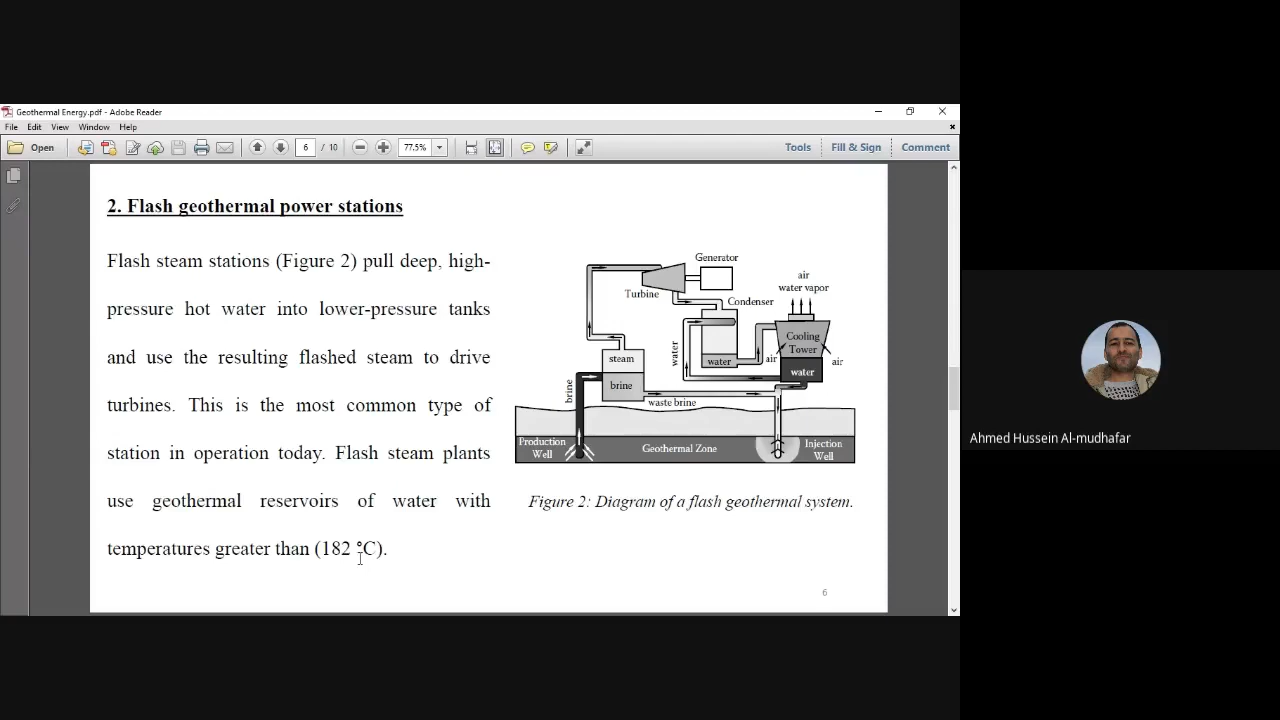 Geothermal Energy.pdf - Adobe Reader
File Edit View Window Help
Open 6 / 10 77.5% Tools Fill & Sign Comment
2. Flash geothermal power stations
Flash steam stations (Figure 2) pull deep, high-
pressure hot water into lower-pressure tanks
and use the resulting flashed steam to drive
turbines. This is the most common type of
station in operation today. Flash steam plants
use geothermal reservoirs of water with
temperatures greater than (182 °C).
Generator
Turbine
Condenser
air
water vapor
Cooling
Tower
air
air
water
water
water
steam
brine
brine
waste brine
Production
Well
Geothermal Zone
Injection
Well
Figure 2: Diagram of a flash geothermal system.
6
Ahmed Hussein Al-mudhafar